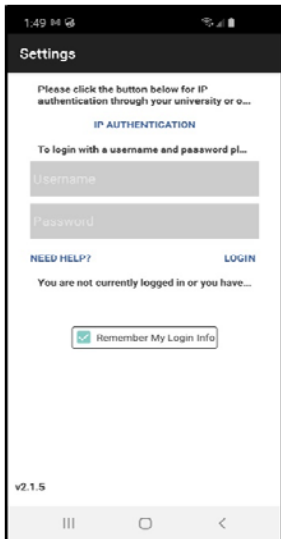 1:49
Settings
Please click the button below for IP
authentication through your university or o...
IP AUTHENTICATION
To login with a username and password pl...
Username
Password
NEED HELP? LOGIN
You are not currently logged in or you have...
Remember My Login Info
v2.1.5